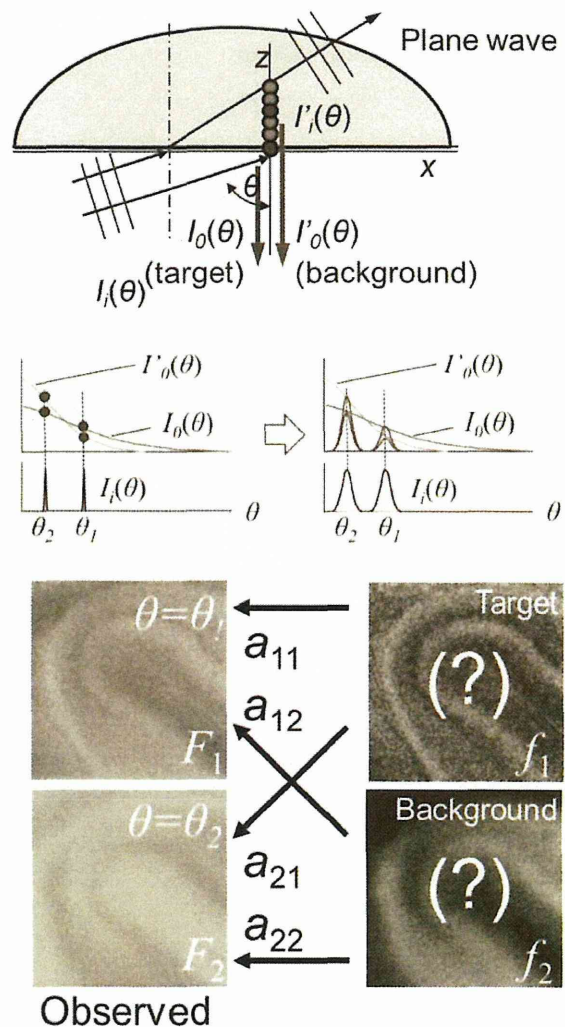 Plane wave
z
I'ᵢ(θ)
x
θ
I₀(θ) I'₀(θ)
Iᵢ(θ) (target) (background)
I'₀(θ) I'₀(θ)
I₀(θ) I₀(θ)
Iᵢ(θ) θ Iᵢ(θ) θ
θ₂ θ₁ θ₂ θ₁
θ=θ₁ Target
a₁₁
(?)
a₁₂
F₁ f₁
θ=θ₂ Background
a₂₁
(?)
a₂₂
F₂ f₂
Observed